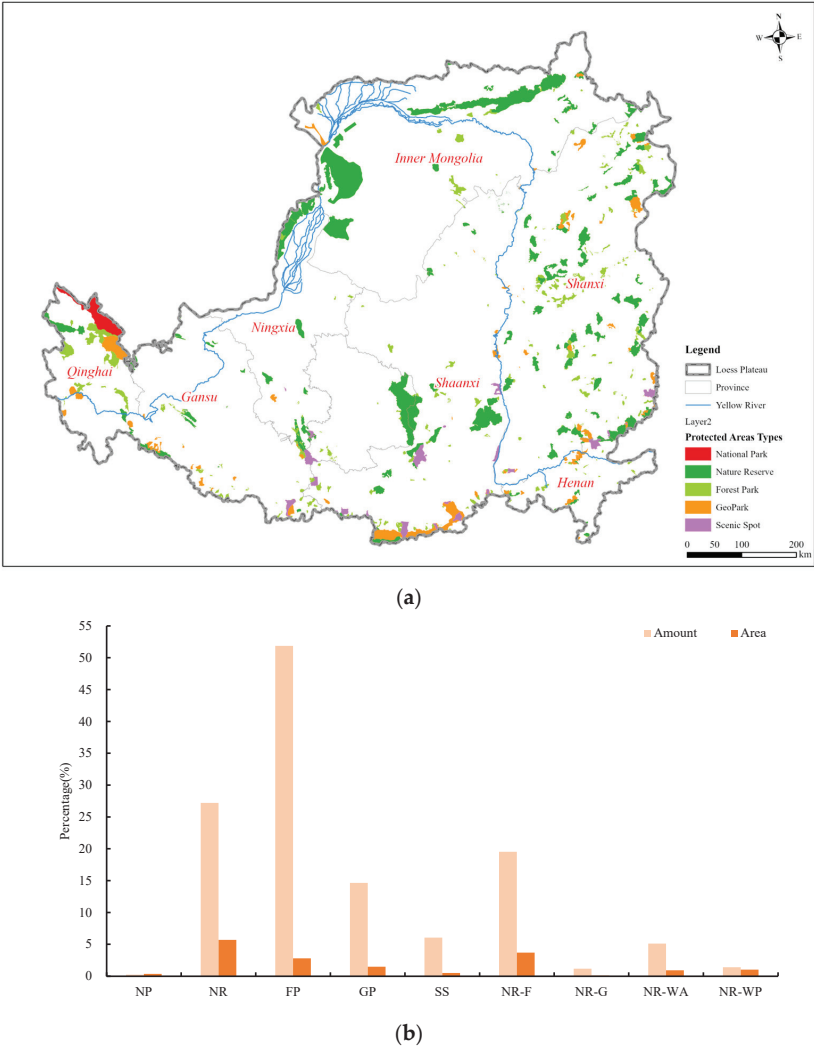 N
W E
S
Inner Mongolia
Shanxi
Ningxia
Qinghai
Shaanxi
Gansu
Henan
Legend
Loess Plateau
Province
Yellow River
Layer2
Protected Areas Types
National Park
Nature Reserve
Forest Park
GeoPark
Scenic Spot
0 50 100 200
km
(a)
Amount Area
Percentage(%)
55
50
45
40
35
30
25
20
15
10
5
0
NP NR FP GP SS NR-F NR-G NR-WA NR-WP
(b)